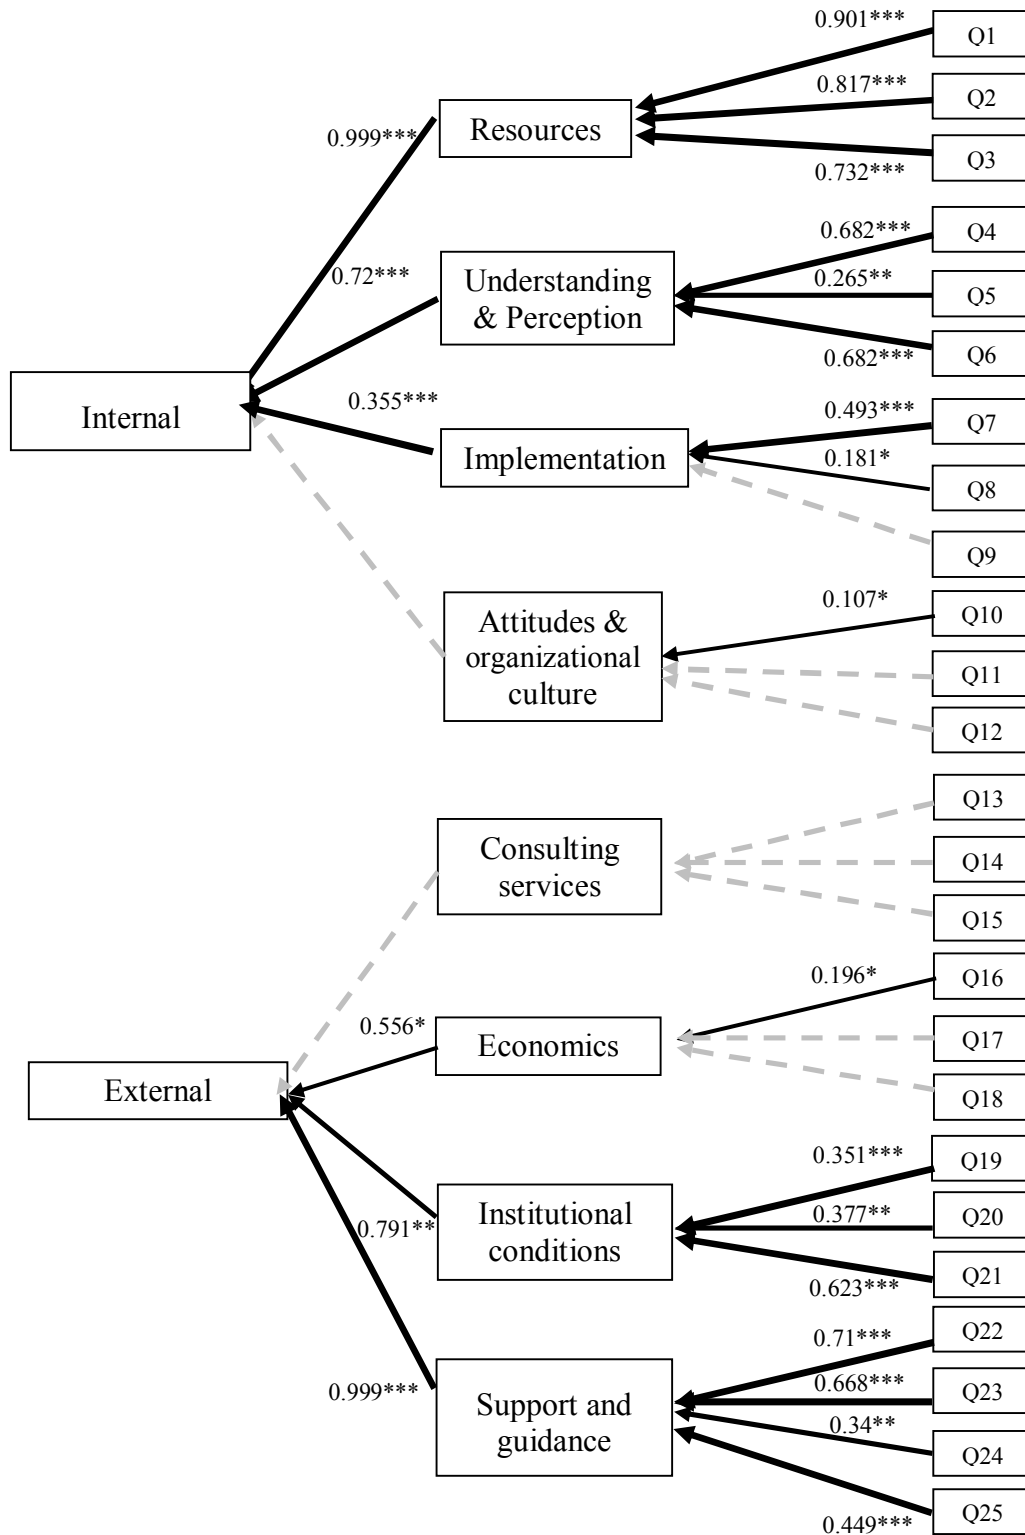 0.901***
Q1
0.817***
Q2
Resources
0.999***
0.732***
Q3
0.682***
Q4
Understanding
& Perception
0.72***
0.265**
Q5
0.682***
Q6
Internal
0.355***
0.493***
Q7
Implementation
0.181*
Q8
Q9
0.107*
Q10
Attitudes &
organizational
culture
Q11
Q12
Q13
Consulting
services
Q14
Q15
0.196*
Q16
0.556*
Economics
Q17
External
Q18
0.351***
Q19
Institutional
conditions
0.791**
0.377**
Q20
0.623***
Q21
0.71***
Q22
0.999***
0.668***
Q23
Support and
guidance
0.34**
Q24
0.449***
Q25